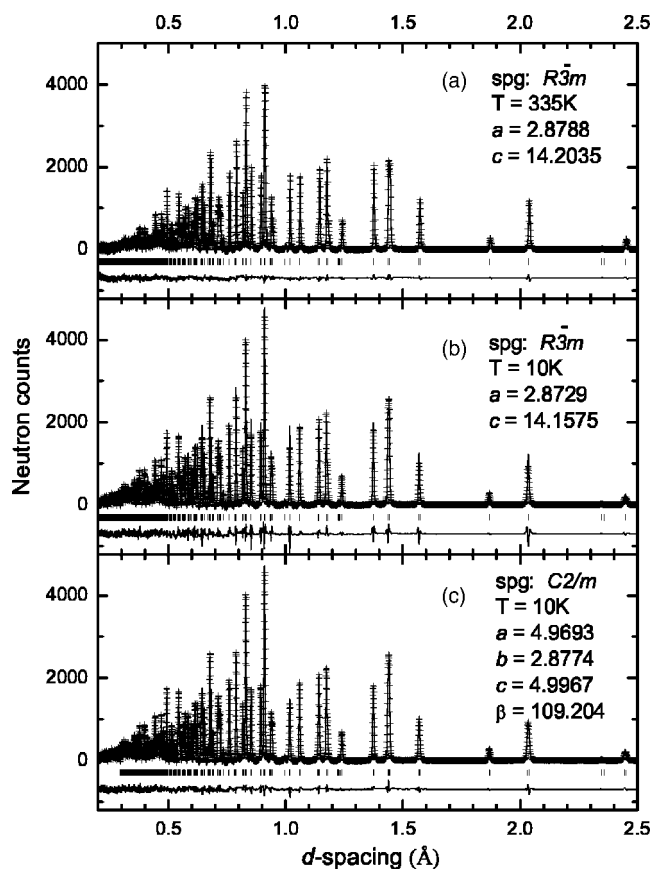 0.5 1.0 1.5 2.0 2.5
4000
2000
0
(a)
spg: R3̄m
T = 335K
a = 2.8788
c = 14.2035
4000
2000
0
(b)
spg: R3̄m
T = 10K
a = 2.8729
c = 14.1575
Neutron counts
4000
2000
0
(c)
spg: C2/m
T = 10K
a = 4.9693
b = 2.8774
c = 4.9967
β = 109.204
0.5 1.0 1.5 2.0 2.5
d-spacing (Å)